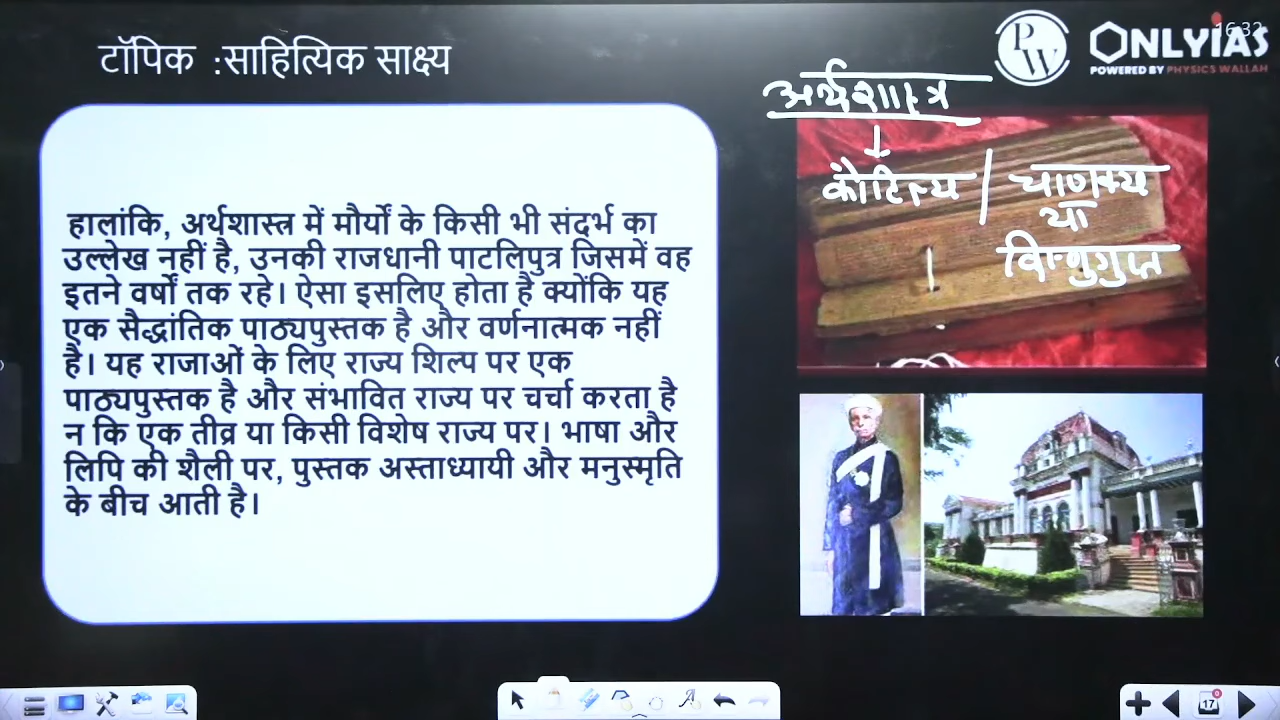 16:32
टॉपिक :साहित्यिक साक्ष्य
PW
ONLYIAS
POWERED BY PHYSICS WALLAH
अर्थशास्त्र
कौटिल्य / चाणक्य
या
विष्णुगुप्त
हालांकि, अर्थशास्त्र में मौर्यों के किसी भी संदर्भ का
उल्लेख नहीं है, उनकी राजधानी पाटलिपुत्र जिसमें वह
इतने वर्षों तक रहे। ऐसा इसलिए होता है क्योंकि यह
एक सैद्धांतिक पाठ्यपुस्तक है और वर्णनात्मक नहीं
है। यह राजाओं के लिए राज्य शिल्प पर एक
पाठ्यपुस्तक है और संभावित राज्य पर चर्चा करता है
न कि एक तीव्र या किसी विशेष राज्य पर। भाषा और
लिपि की शैली पर, पुस्तक अस्ताध्यायी और मनुस्मृति
के बीच आती है।
17